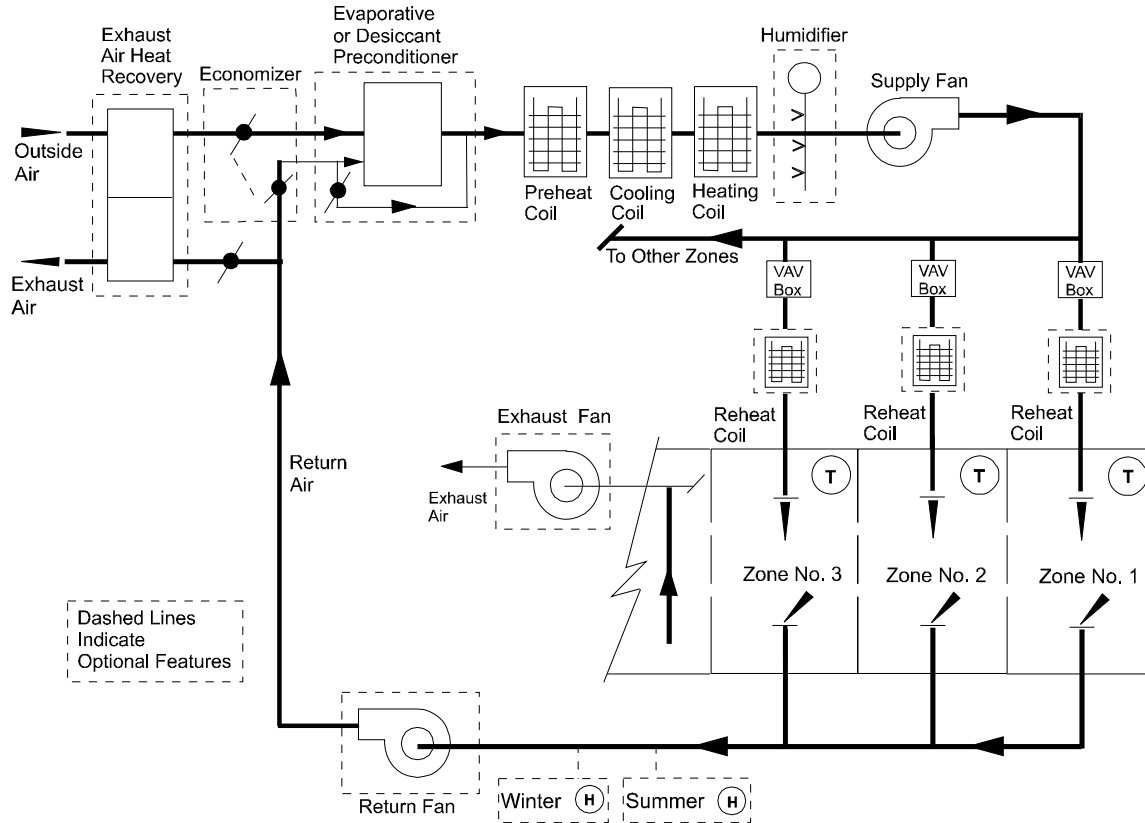 Exhaust
Air Heat
Recovery
Economizer
Evaporative
or Desiccant
Preconditioner
Humidifier
Supply Fan
Outside
Air
Exhaust
Air
Preheat
Coil
Cooling
Coil
Heating
Coil
To Other Zones
VAV
Box
VAV
Box
VAV
Box
Reheat
Coil
Reheat
Coil
Reheat
Coil
Exhaust Fan
Exhaust
Air
Return
Air
T
T
T
Zone No. 3
Zone No. 2
Zone No. 1
Dashed Lines
Indicate
Optional Features
Return Fan
Winter H
Summer H